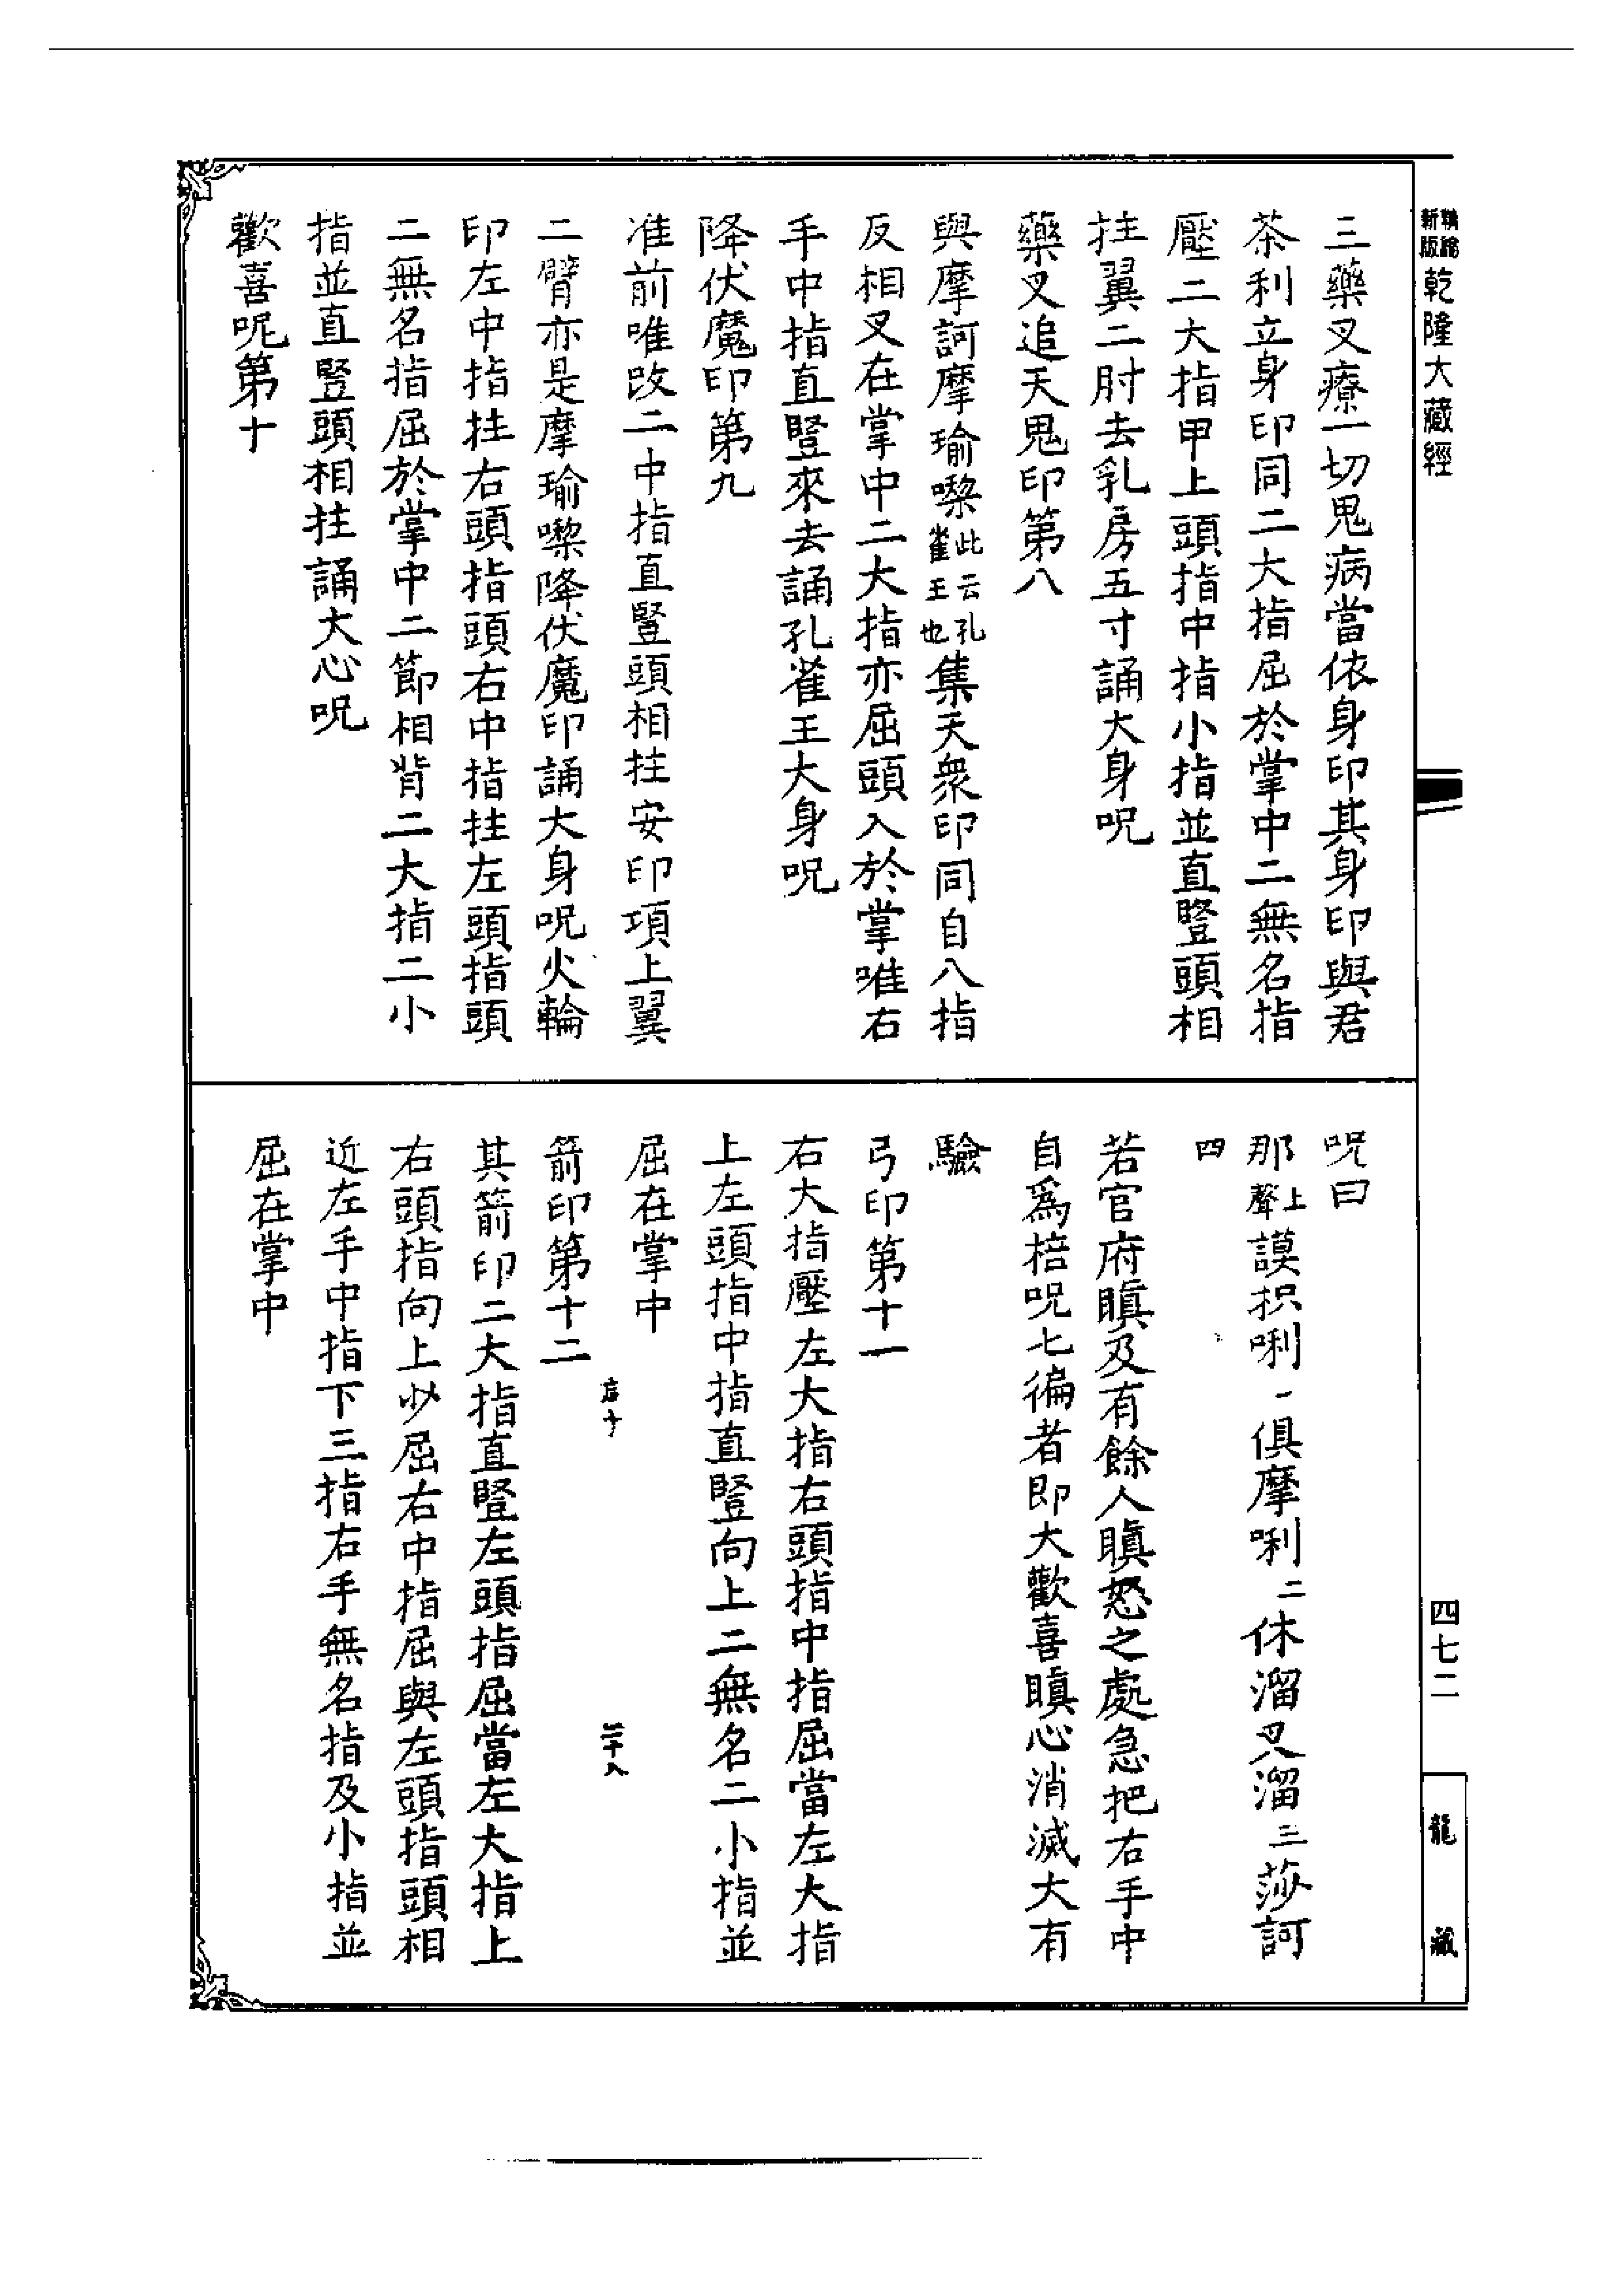 新版
精縮
乾隆大藏經
三藥叉療一切鬼病當依身印其身印與君
茶利立身印同二大指屈於掌中二無名指
壓二大指甲上頭指中指小指並直豎頭相
拄翼二肘去乳房五寸誦大身呪
藥叉追天鬼印第八
與摩訶摩瑜㗚此云孔雀王也集天衆印同自八指
反相叉在掌中二大指亦屈頭入於掌唯右
手中指直豎來去誦孔雀王大身呪
降伏魔印第九
准前唯改二中指直豎頭相拄安印項上翼
二臂亦是摩瑜㗚降伏魔印誦大身呪火輪
印左中指拄右頭指頭右中指拄左頭指頭
二無名指屈於掌中二節相背二大指二小
指並直豎頭相拄誦大心呪
歡喜呪第十
呪曰
那上聲謨抧唎一俱摩唎二休溜叉溜三莎訶
四
若官府瞋及有餘人瞋怒之處急把右手中
自爲掊呪七徧者即大歡喜瞋心消滅大有
驗
弓印第十一
右大指壓左大指右頭指中指屈當左大指
上左頭指中指直豎向上二無名二小指並
屈在掌中
二十八
箭印第十二
其箭印二大指直豎左頭指屈當左大指上
右頭指向上少屈右中指屈與左頭指頭相
近左手中指下三指右手無名指及小指並
屈在掌中
四七二
龍藏